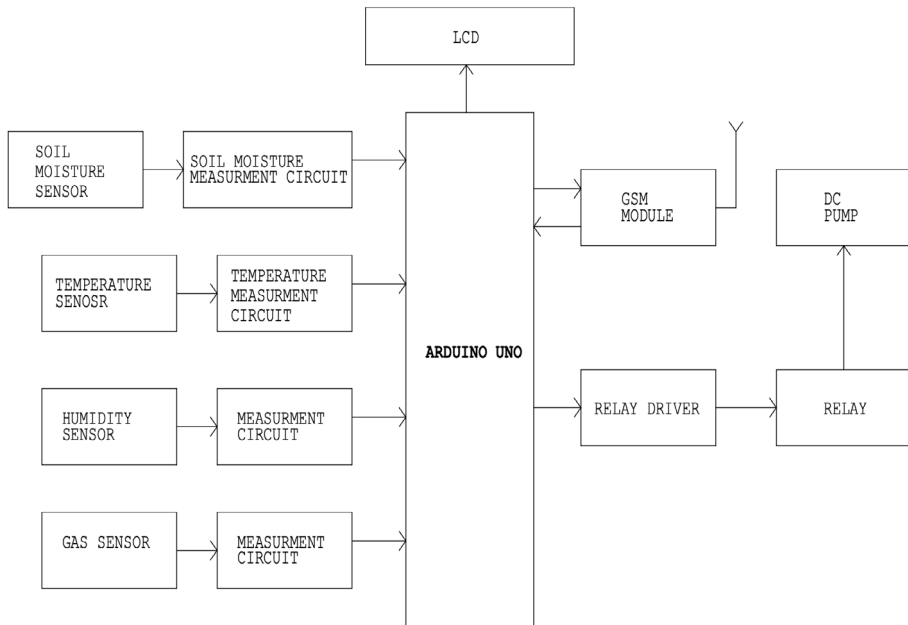 LCD
SOIL
MOISTURE
SENSOR
SOIL MOISTURE
MEASURMENT CIRCUIT
GSM
MODULE
DC
PUMP
TEMPERATURE
SENOSR
TEMPERATURE
MEASURMENT
CIRCUIT
ARDUINO UNO
HUMIDITY
SENSOR
MEASURMENT
CIRCUIT
RELAY DRIVER
RELAY
GAS SENSOR
MEASURMENT
CIRCUIT